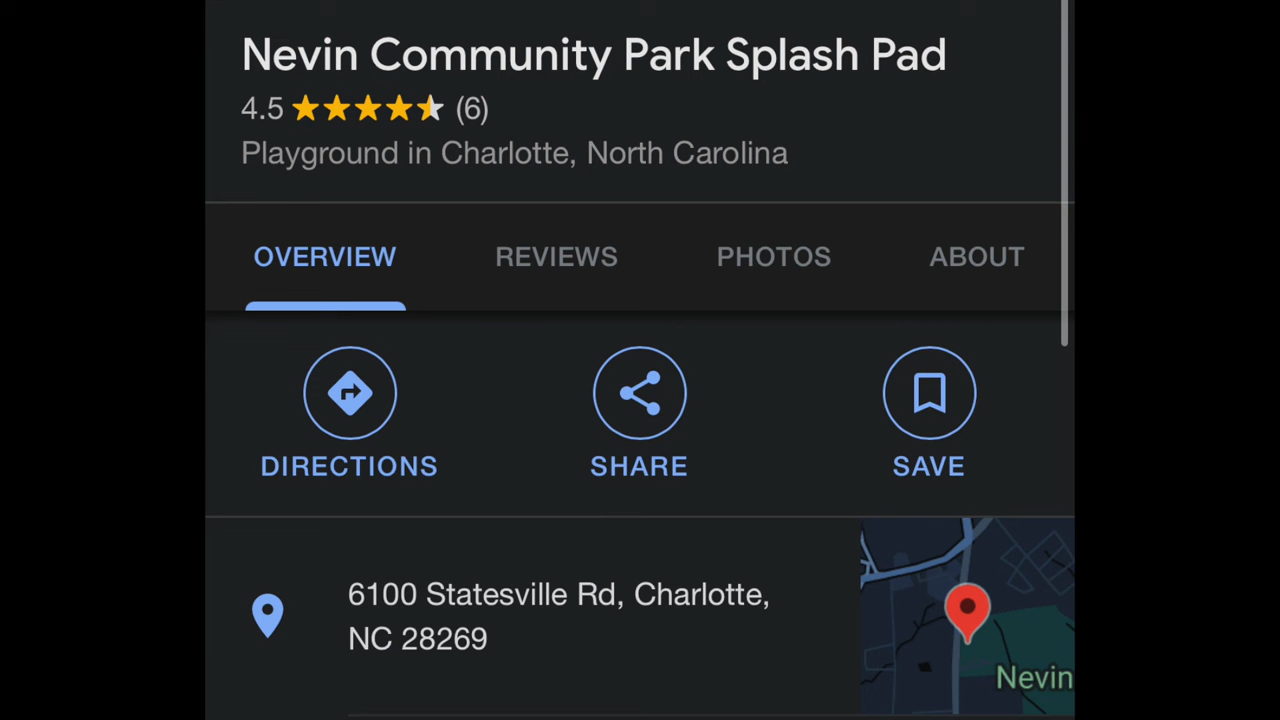 Nevin Community Park Splash Pad
4.5 (6)
Playground in Charlotte, North Carolina
OVERVIEW REVIEWS PHOTOS ABOUT
DIRECTIONS SHARE SAVE
6100 Statesville Rd, Charlotte,
NC 28269
Nevin